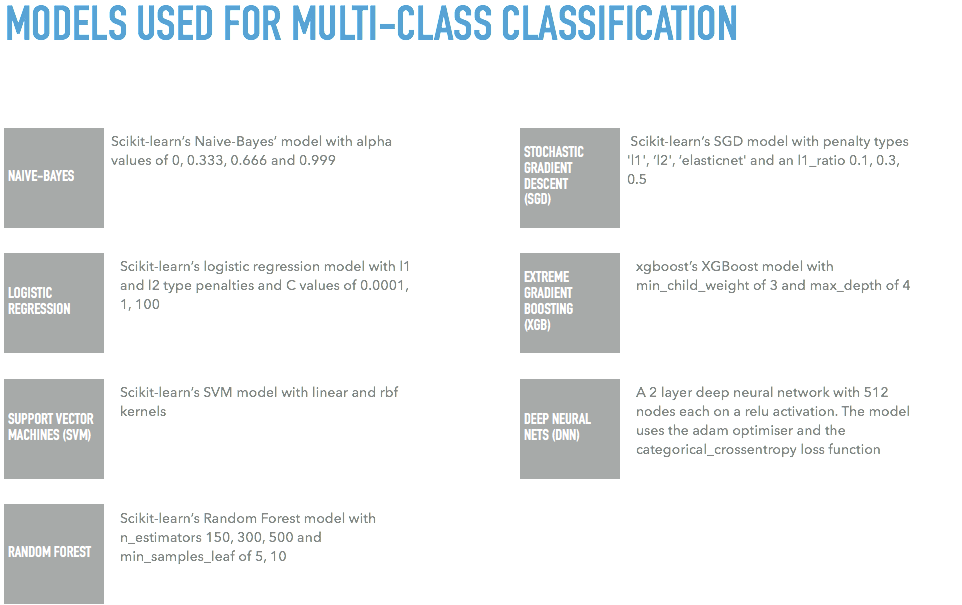 MODELS USED FOR MULTI-CLASS CLASSIFICATION
NAIVE-BAYES
Scikit-learn's Naive-Bayes' model with alpha
values of 0, 0.333, 0.666 and 0.999
LOGISTIC
REGRESSION
Scikit-learn's logistic regression model with l1
and l2 type penalties and C values of 0.0001,
1, 100
SUPPORT VECTOR
MACHINES (SVM)
Scikit-learn's SVM model with linear and rbf
kernels
RANDOM FOREST
Scikit-learn's Random Forest model with
n_estimators 150, 300, 500 and
min_samples_leaf of 5, 10
STOCHASTIC
GRADIENT
DESCENT
(SGD)
Scikit-learn's SGD model with penalty types
'l1', 'l2', 'elasticnet' and an l1_ratio 0.1, 0.3,
0.5
EXTREME
GRADIENT
BOOSTING
(XGB)
xgboost's XGBoost model with
min_child_weight of 3 and max_depth of 4
DEEP NEURAL
NETS (DNN)
A 2 layer deep neural network with 512
nodes each on a relu activation. The model
uses the adam optimiser and the
categorical_crossentropy loss function